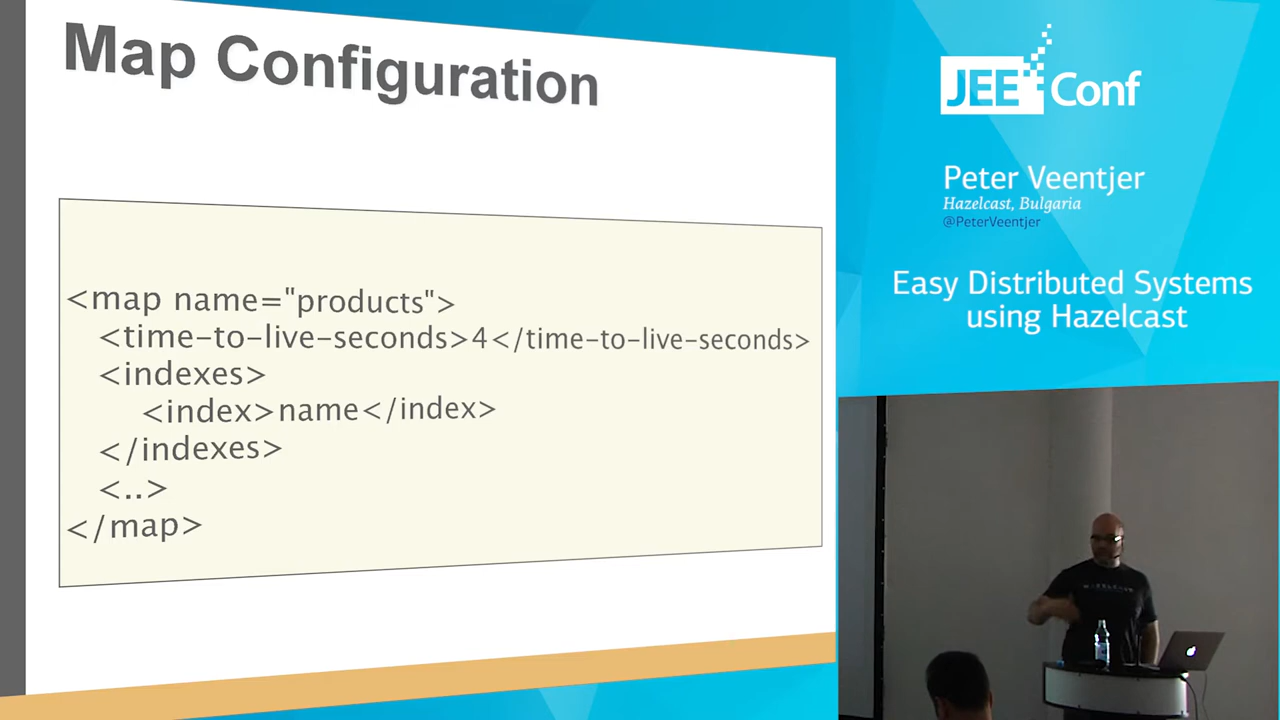 Map Configuration
<map name="products">
<time-to-live-seconds>4</time-to-live-seconds>
<indexes>
<index>name</index>
</indexes>
<..>
</map>
JEE Conf
Peter Veentjer
Hazelcast, Bulgaria
@PeterVeentjer
Easy Distributed Systems
using Hazelcast